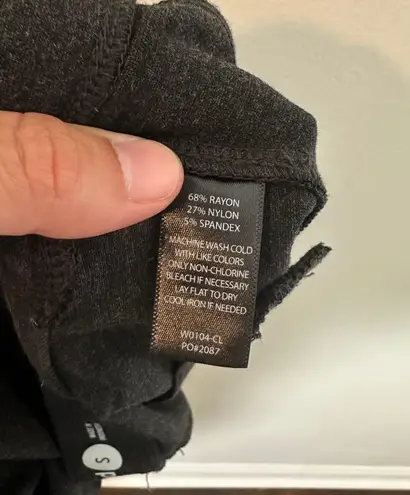 68% RAYON
27% NYLON
5% SPANDEX
MACHINE WASH COLD
WITH LIKE COLORS
ONLY NON-CHLORINE
BLEACH IF NECESSARY
LAY FLAT TO DRY
COOL IRON IF NEEDED
W0104-CL
PO#2087
S